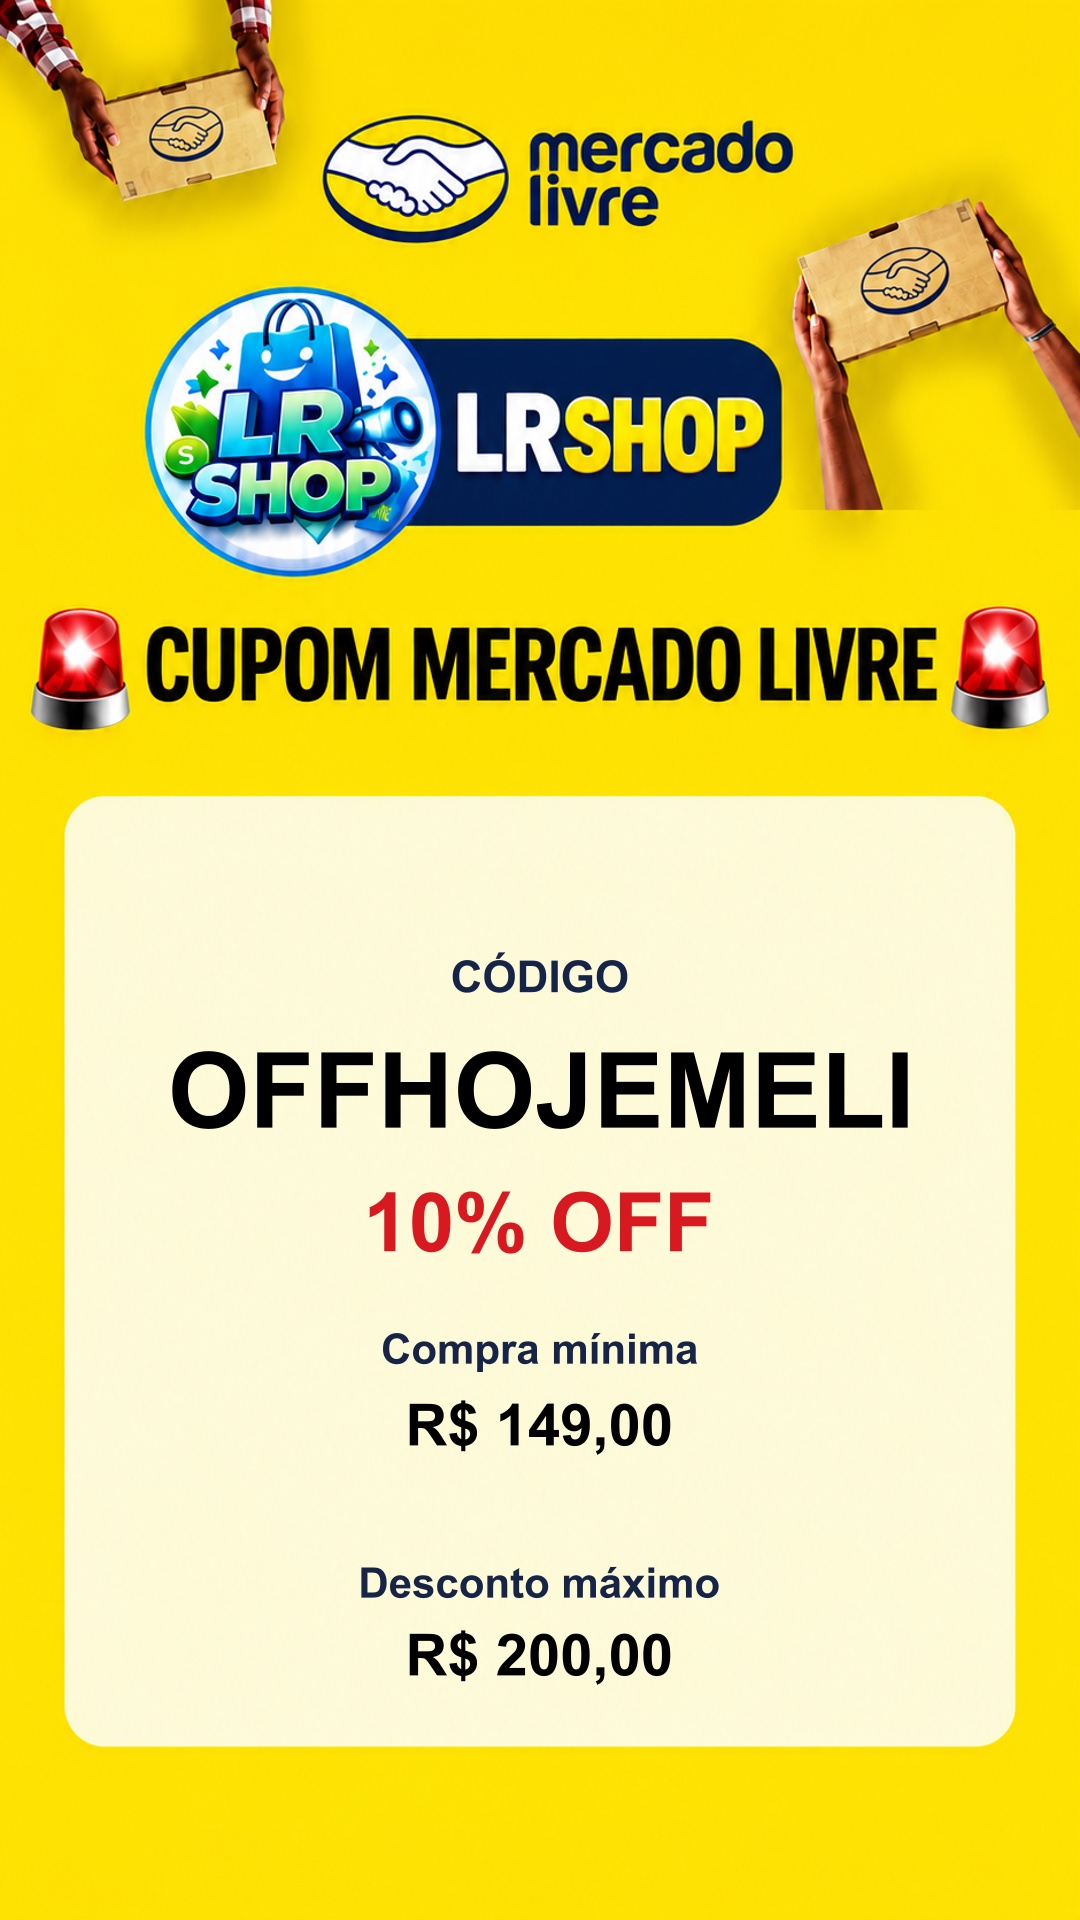 mercado
livre
LR
SHOP
S
LRSHOP
CUPOM MERCADO LIVRE
CÓDIGO
OFFHOJEMELI
10% OFF
Compra mínima
R$ 149,00
Desconto máximo
R$ 200,00